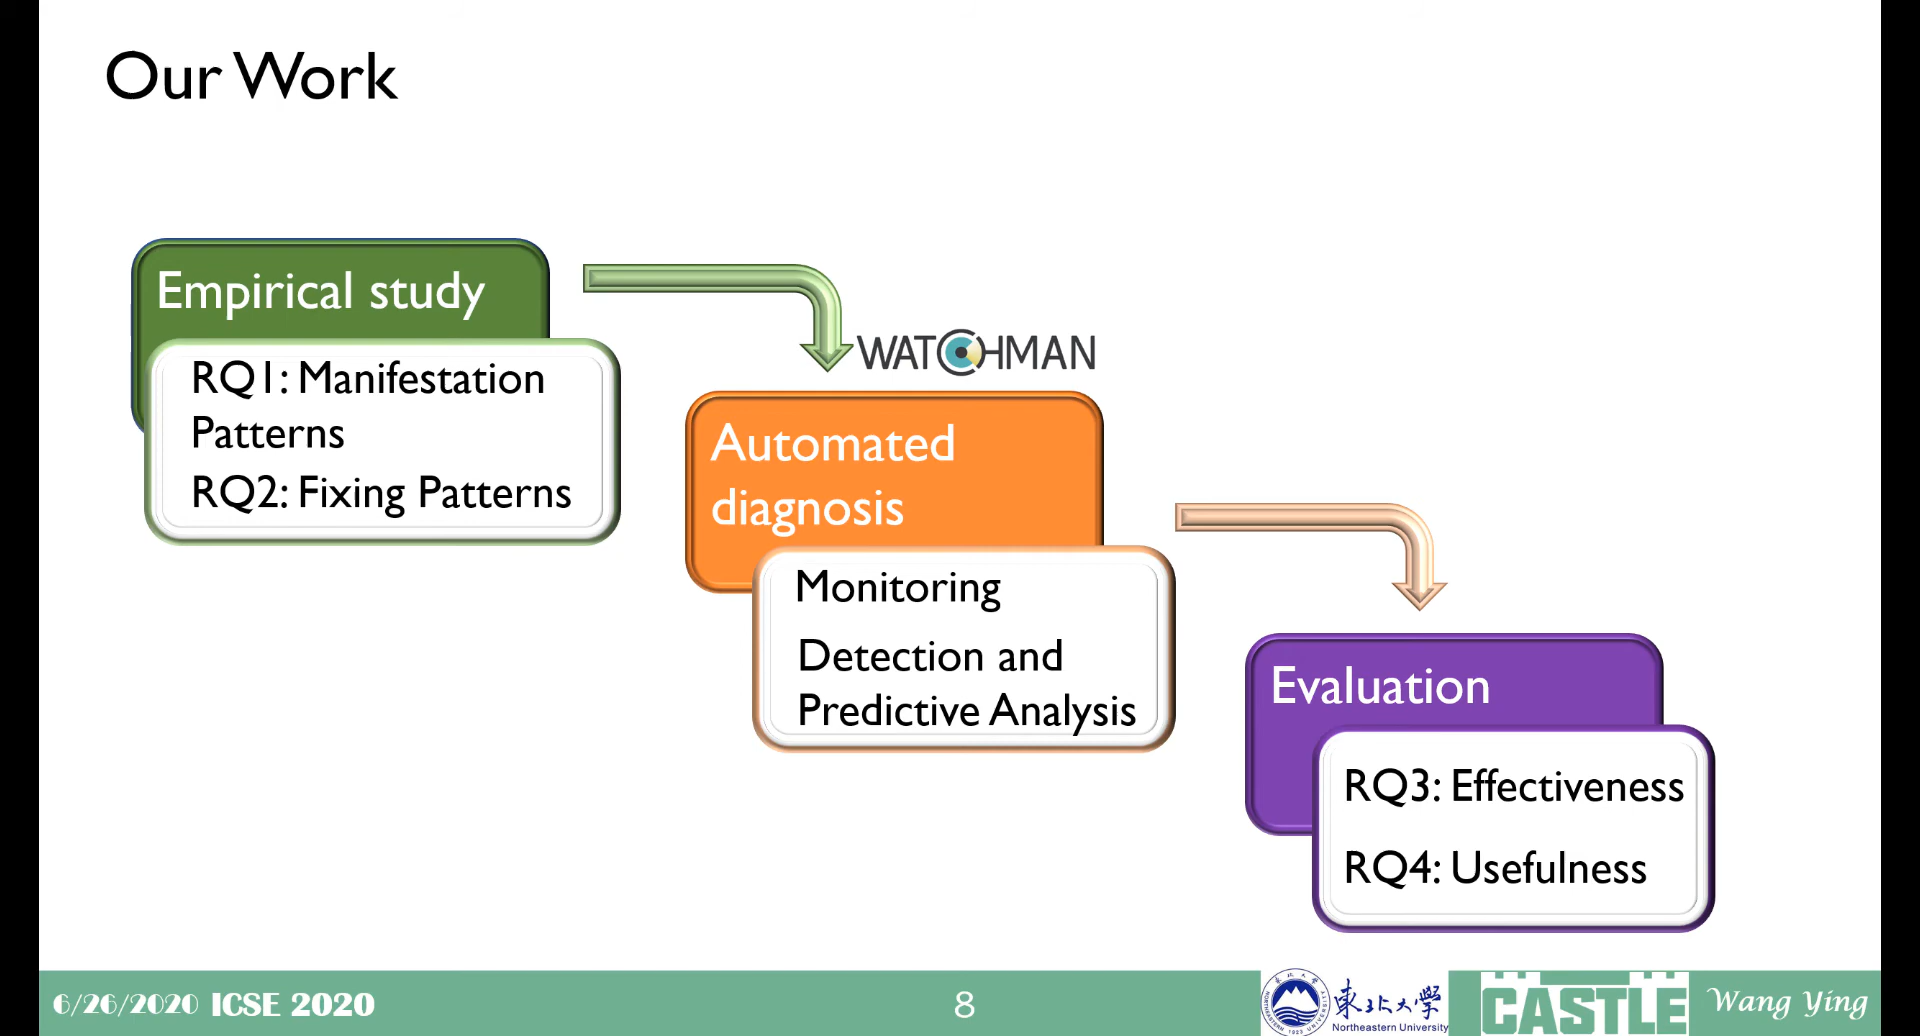 Our Work
Empirical study
RQ1: Manifestation
Patterns
RQ2: Fixing Patterns
WATCHMAN
Automated
diagnosis
Monitoring
Detection and
Predictive Analysis
Evaluation
RQ3: Effectiveness
RQ4: Usefulness
6/26/2020 ICSE 2020
8
東北大學
Northeastern University
CASTLE
Wang Ying